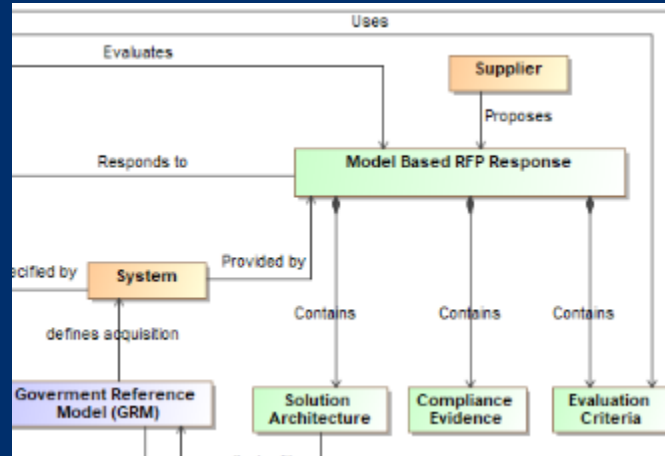 Uses
Evaluates
Supplier
Proposes
Responds to
Model Based RFP Response
ecified by
System
Provided by
defines acquisition
Contains
Contains
Contains
Goverment Reference
Model (GRM)
Solution
Architecture
Compliance
Evidence
Evaluation
Criteria